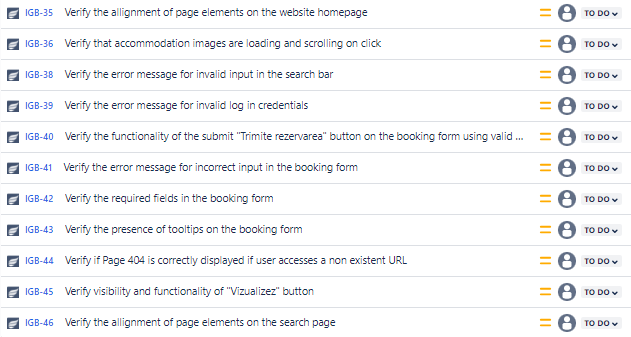 IGB-35 Verify the allignment of page elements on the website homepage TO DO
IGB-36 Verify that accommodation images are loading and scrolling on click TO DO
IGB-38 Verify the error message for invalid input in the search bar TO DO
IGB-39 Verify the error message for invalid log in credentials TO DO
IGB-40 Verify the functionality of the submit "Trimite rezervarea" button on the booking form using valid ... TO DO
IGB-41 Verify the error message for incorrect input in the booking form TO DO
IGB-42 Verify the required fields in the booking form TO DO
IGB-43 Verify the presence of tooltips on the booking form TO DO
IGB-44 Verify if Page 404 is correctly displayed if user accesses a non existent URL TO DO
IGB-45 Verify visibility and functionality of "Vizualizez" button TO DO
IGB-46 Verify the allignment of page elements on the search page TO DO